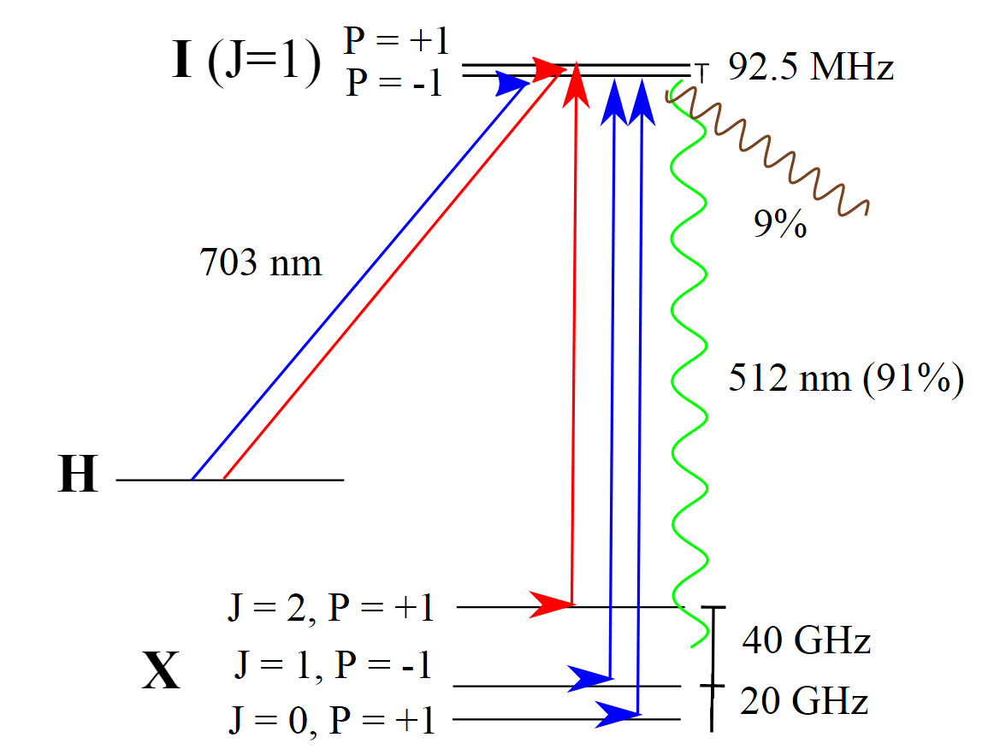 I (J=1)
P = +1
P = -1
92.5 MHz
9%
703 nm
512 nm (91%)
H
J = 2, P = +1
40 GHz
X
J = 1, P = -1
20 GHz
J = 0, P = +1